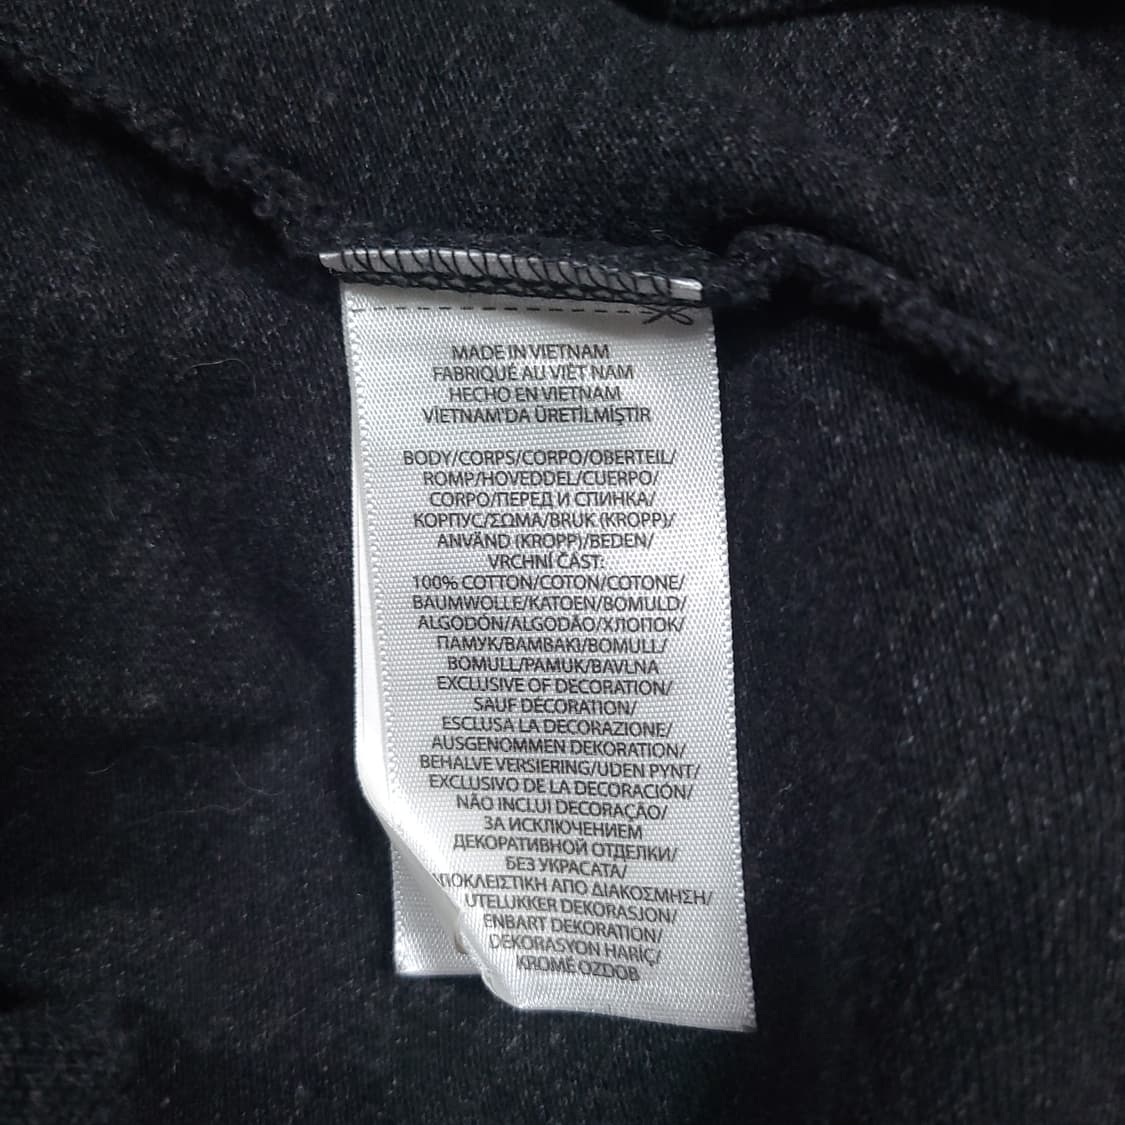 MADE IN VIETNAM
FABRIQUÉ AU VIÊT NAM
HECHO EN VIETNAM
VİETNAM'DA ÜRETİLMİŞTİR
BODY/CORPS/CORPO/OBERTEIL/
ROMP/HOVEDDEL/CUERPO/
CORPO/ПЕРЕД И СПИНКА/
КОРПУС/ΣΩΜΑ/BRUK (KROPP)/
ANVÄND (KROPP)/BEDEN/
VRCHNÍ ČÁST:
100% COTTON/COTON/COTONE/
BAUMWOLLE/KATOEN/BOMULD/
ALGODÓN/ALGODÃO/ХЛОПОК/
ПАМУК/ΒΑΜΒΑΚΙ/BOMULL/
BOMULL/PAMUK/BAVLNA
EXCLUSIVE OF DECORATION/
SAUF DÉCORATION/
ESCLUSA LA DECORAZIONE/
AUSGENOMMEN DEKORATION/
BEHALVE VERSIERING/UDEN PYNT/
EXCLUSIVO DE LA DECORACIÓN/
NÃO INCLUI DECORAÇÃO/
ЗА ИСКЛЮЧЕНИЕМ
ДЕКОРАТИВНОЙ ОТДЕЛКИ/
БЕЗ УКРАСАТА/
ΑΠΟΚΛΕΙΣΤΙΚΗ ΑΠΟ ΔΙΑΚΟΣΜΗΣΗ/
UTELUKKER DEKORASJON/
ENBART DEKORATION/
DEKORASYON HARİÇ/
KROMĚ OZDOB